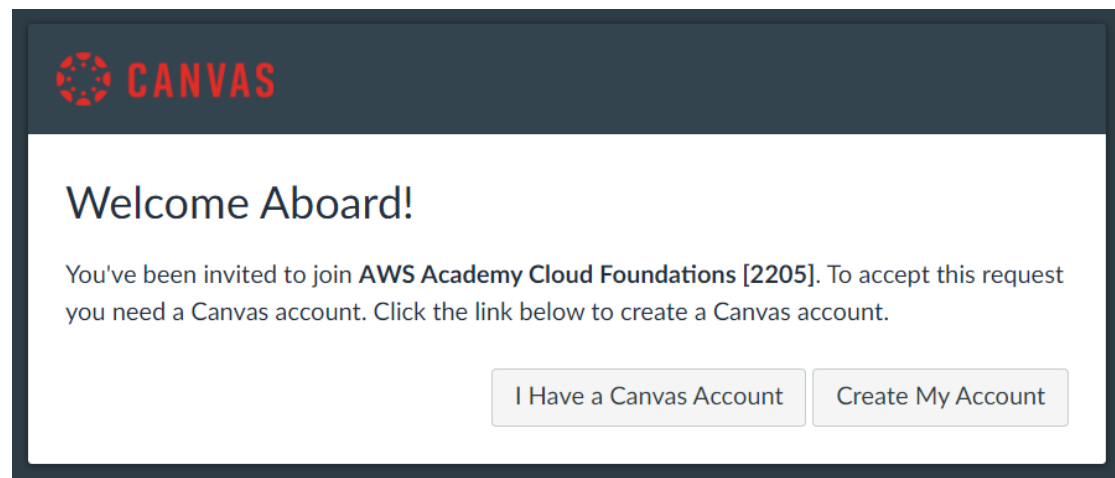 CANVAS
Welcome Aboard!
You've been invited to join AWS Academy Cloud Foundations [2205]. To accept this request
you need a Canvas account. Click the link below to create a Canvas account.
I Have a Canvas Account
Create My Account